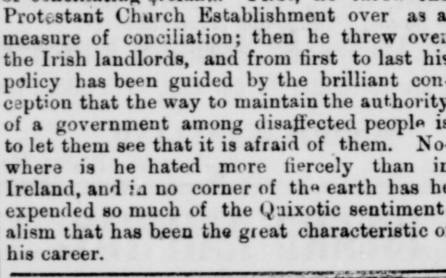 Protestant Church Establishment over as a
measure of conciliation; then he threw over
the Irish landlords, and from first to last his
policy has been guided by the brilliant con
ception that the way to maintain the authority
of a government among disaffected people is
to let them see that it is afraid of them. No
where is he hated more fiercely than in
Ireland, and in no corner of the earth has he
expended so much of the Quixotic sentiment
alism that has been the great characteristic of
his career.